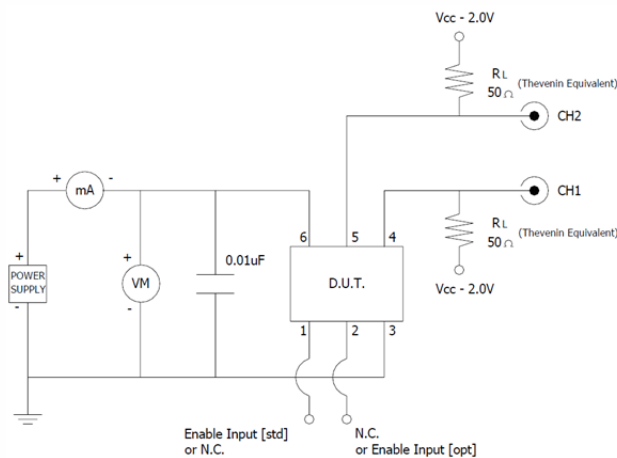 Vcc - 2.0V
RL (Thevenin Equivalent)
50Ω
CH2
+ mA -
CH1
RL (Thevenin Equivalent)
50Ω
Vcc - 2.0V
6 5 4
+
POWER
SUPPLY
-
+
VM
-
0.01uF
D.U.T.
1 2 3
Enable Input [std]
or N.C.
N.C.
or Enable Input [opt]